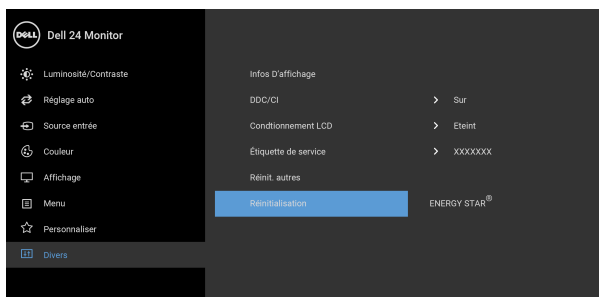 DELL Dell 24 Monitor
Luminosité/Contraste Infos D'affichage
Réglage auto DDC/CI Sur
Source entrée Condtionnement LCD Eteint
Couleur Étiquette de service XXXXXXX
Affichage Réinit. autres
Menu Réinitialisation ENERGY STAR®
Personnaliser
Divers